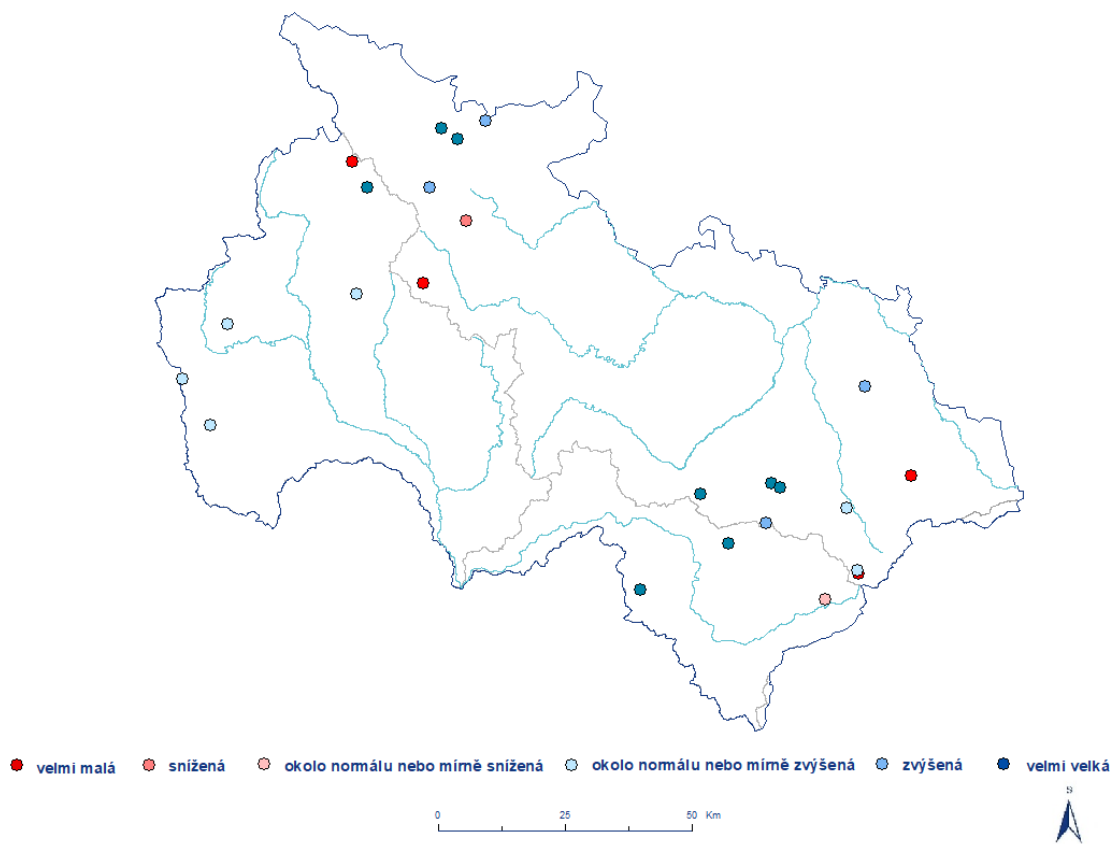 velmi malá snížená okolo normálu nebo mírně snížená okolo normálu nebo mírně zvýšená zvýšená velmi velká
S
0 25 50 Km